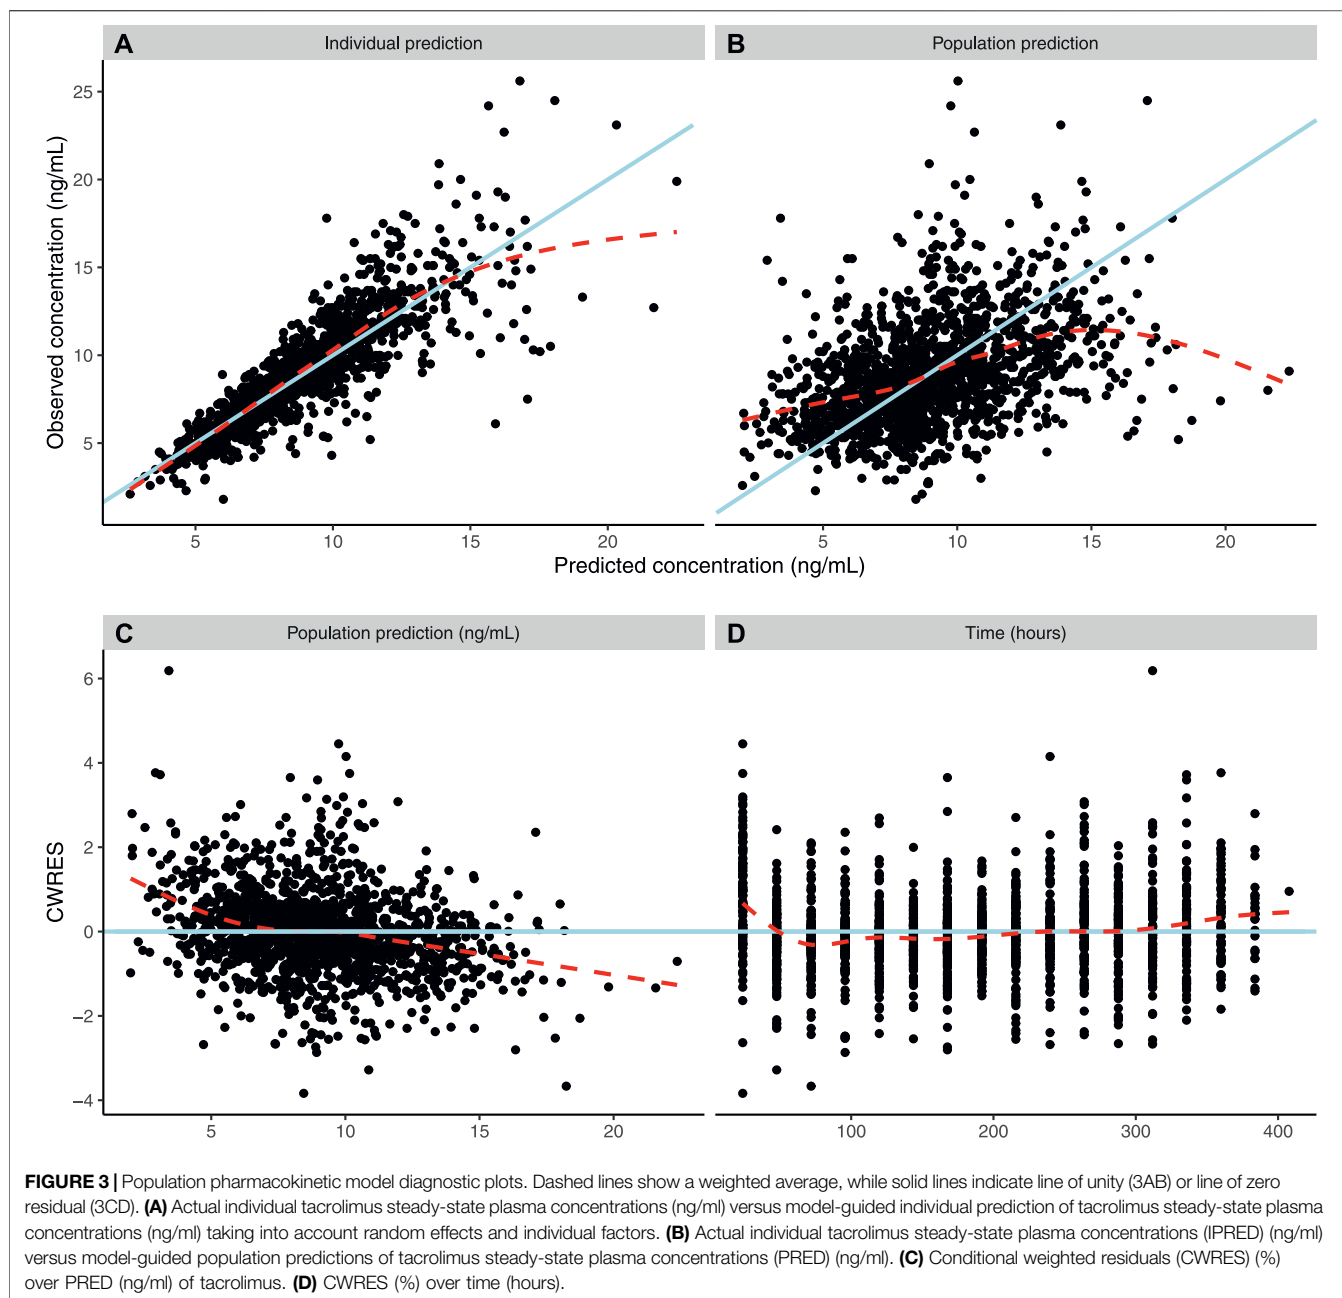 A Individual prediction
B Population prediction
Observed concentration (ng/mL)
25
20
15
10
5
5 10 15 20
5 10 15 20
Predicted concentration (ng/mL)
C Population prediction (ng/mL)
D Time (hours)
CWRES
6
4
2
0
−2
−4
5 10 15 20
100 200 300 400
FIGURE 3 | Population pharmacokinetic model diagnostic plots. Dashed lines show a weighted average, while solid lines indicate line of unity (3AB) or line of zero
residual (3CD). (A) Actual individual tacrolimus steady-state plasma concentrations (ng/ml) versus model-guided individual prediction of tacrolimus steady-state plasma
concentrations (ng/ml) taking into account random effects and individual factors. (B) Actual individual tacrolimus steady-state plasma concentrations (IPRED) (ng/ml)
versus model-guided population predictions of tacrolimus steady-state plasma concentrations (PRED) (ng/ml). (C) Conditional weighted residuals (CWRES) (%)
over PRED (ng/ml) of tacrolimus. (D) CWRES (%) over time (hours).